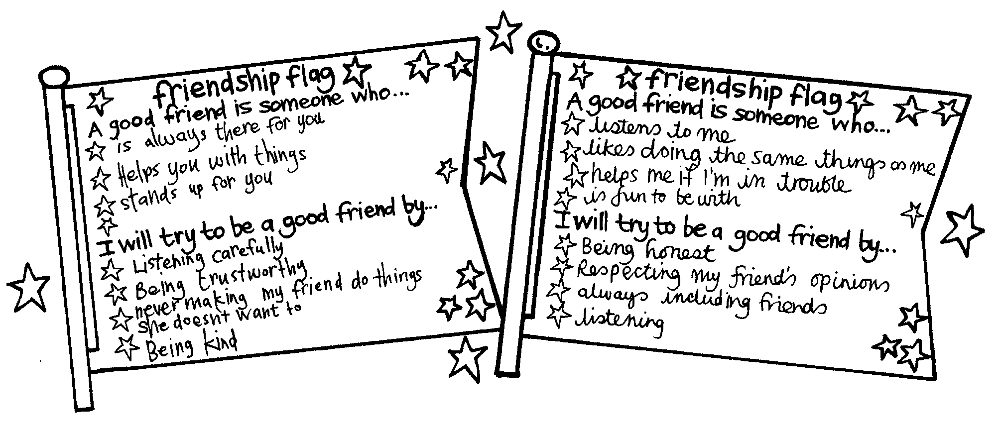 friendship flag
A good friend is someone who...
is always there for you
Helps you with things
stands up for you
I will try to be a good friend by...
Listening carefully
Being trustworthy
never making my friend do things
she doesn't want to
Being kind
friendship flag
A good friend is someone who...
listens to me
likes doing the same things as me
helps me if I'm in trouble
is fun to be with
I will try to be a good friend by...
Being honest
Respecting my friend's opinions
always including friends
listening